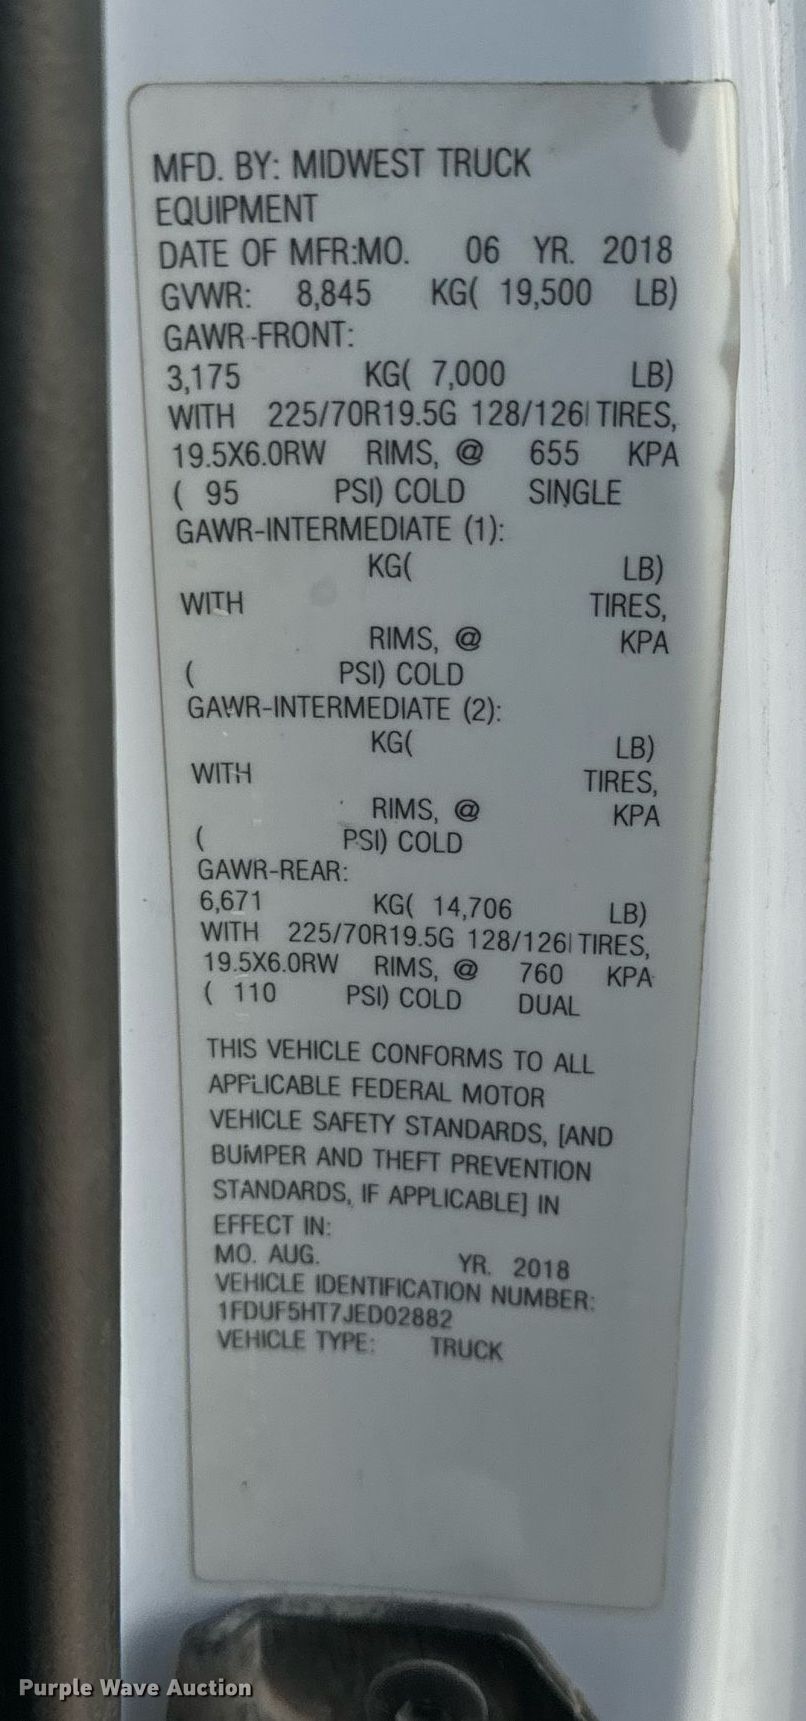 MFD. BY: MIDWEST TRUCK
EQUIPMENT
DATE OF MFR:MO. 06 YR. 2018
GVWR: 8,845 KG( 19,500 LB)
GAWR-FRONT:
3,175 KG( 7,000 LB)
WITH 225/70R19.5G 128/126 TIRES,
19.5X6.0RW RIMS, @ 655 KPA
( 95 PSI) COLD SINGLE
GAWR-INTERMEDIATE (1):
KG( LB)
WITH TIRES,
RIMS, @ KPA
( PSI) COLD
GAWR-INTERMEDIATE (2):
KG( LB)
WITH TIRES,
RIMS, @ KPA
( PSI) COLD
GAWR-REAR:
6,671 KG( 14,706 LB)
WITH 225/70R19.5G 128/126 TIRES,
19.5X6.0RW RIMS, @ 760 KPA
( 110 PSI) COLD DUAL
THIS VEHICLE CONFORMS TO ALL
APPLICABLE FEDERAL MOTOR
VEHICLE SAFETY STANDARDS, [AND
BUMPER AND THEFT PREVENTION
STANDARDS, IF APPLICABLE] IN
EFFECT IN:
MO. AUG. YR. 2018
VEHICLE IDENTIFICATION NUMBER:
1FDUF5HT7JED02882
VEHICLE TYPE: TRUCK
Purple Wave Auction